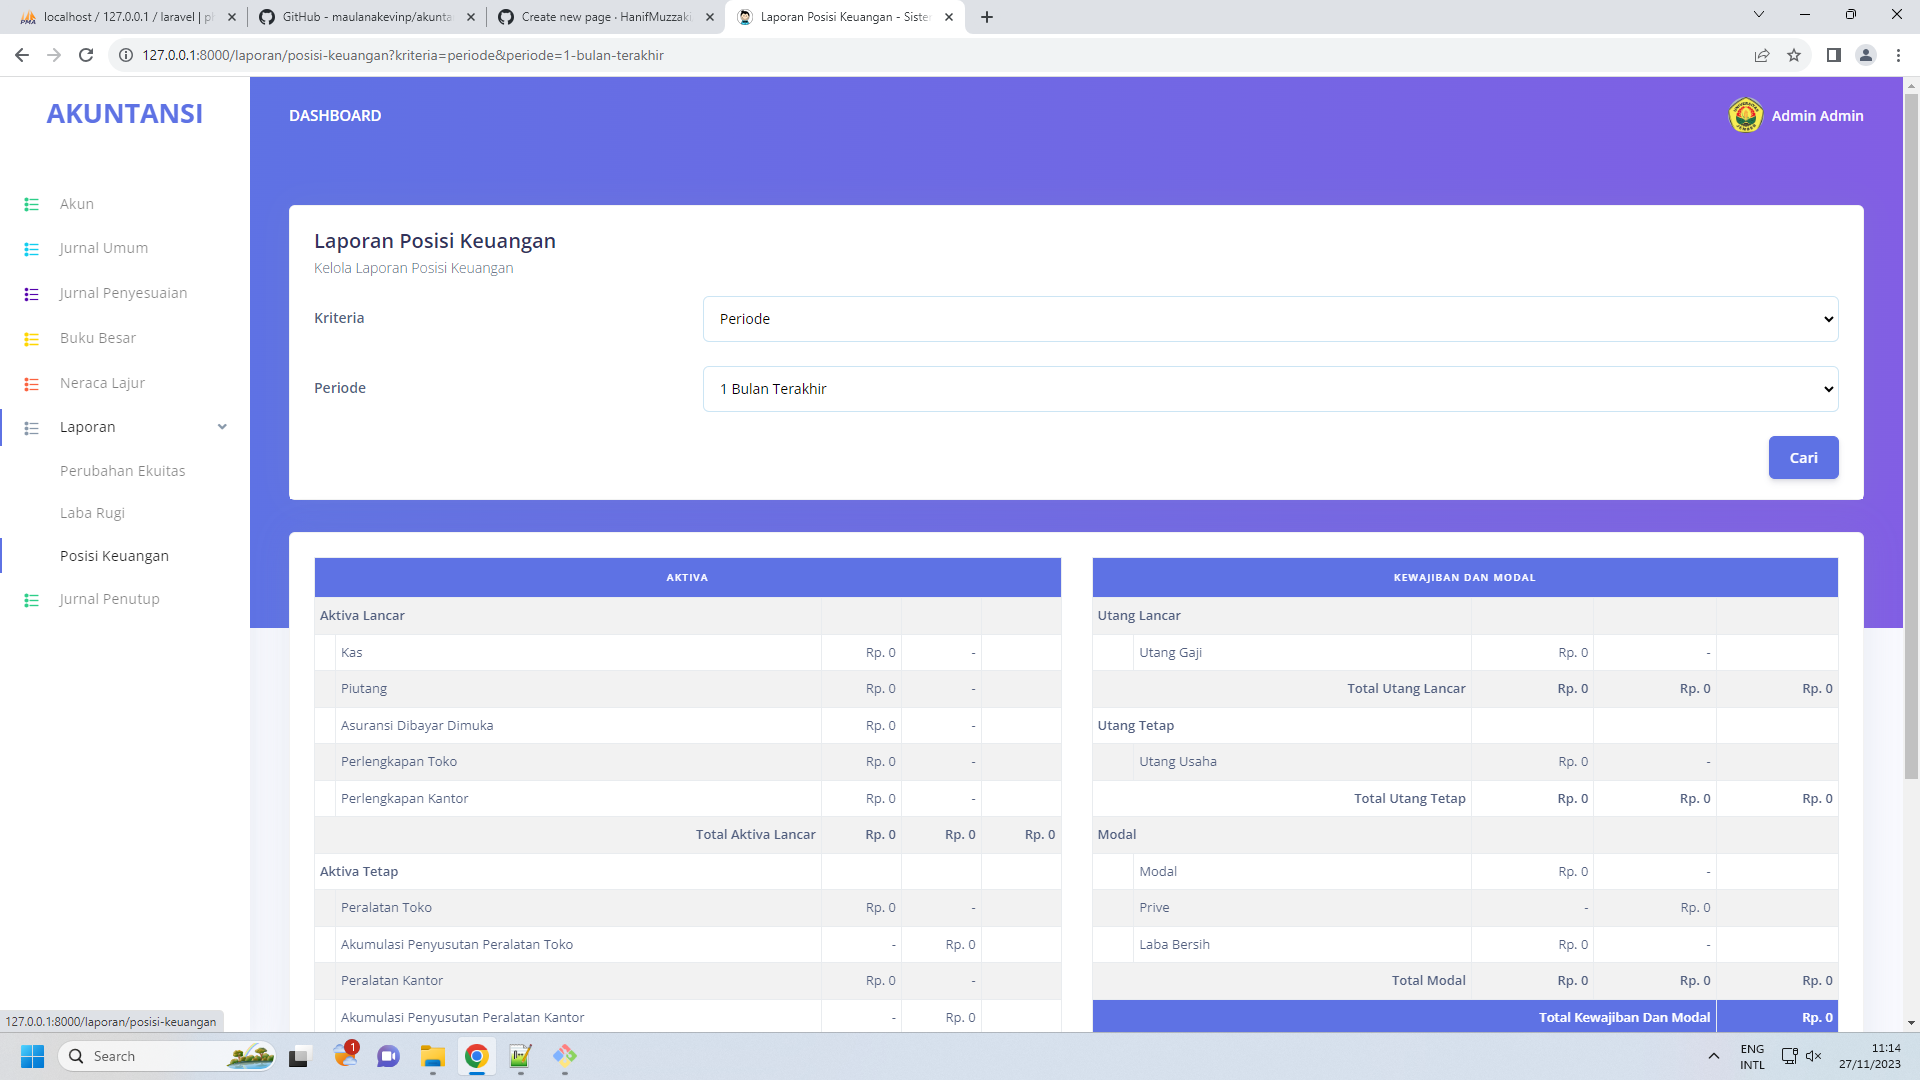 localhost / 127.0.0.1 / laravel | p
GitHub - maulanakevinp/akunta
Create new page · HanifMuzzaki
Laporan Posisi Keuangan - Siste
127.0.0.1:8000/laporan/posisi-keuangan?kriteria=periode&periode=1-bulan-terakhir
AKUNTANSI
DASHBOARD
Admin Admin
Akun
Jurnal Umum
Jurnal Penyesuaian
Buku Besar
Neraca Lajur
Laporan
Perubahan Ekuitas
Laba Rugi
Posisi Keuangan
Jurnal Penutup
Laporan Posisi Keuangan
Kelola Laporan Posisi Keuangan
Kriteria
Periode
Periode
1 Bulan Terakhir
Cari
AKTIVA
Aktiva Lancar
Kas Rp. 0 -
Piutang Rp. 0 -
Asuransi Dibayar Dimuka Rp. 0 -
Perlengkapan Toko Rp. 0 -
Perlengkapan Kantor Rp. 0 -
Total Aktiva Lancar Rp. 0 Rp. 0 Rp. 0
Aktiva Tetap
Peralatan Toko Rp. 0 -
Akumulasi Penyusutan Peralatan Toko - Rp. 0
Peralatan Kantor Rp. 0 -
Akumulasi Penyusutan Peralatan Kantor - Rp. 0
KEWAJIBAN DAN MODAL
Utang Lancar
Utang Gaji Rp. 0 -
Total Utang Lancar Rp. 0 Rp. 0 Rp. 0
Utang Tetap
Utang Usaha Rp. 0 -
Total Utang Tetap Rp. 0 Rp. 0 Rp. 0
Modal
Modal Rp. 0 -
Prive - Rp. 0
Laba Bersih Rp. 0 -
Total Modal Rp. 0 Rp. 0 Rp. 0
Total Kewajiban Dan Modal Rp. 0
127.0.0.1:8000/laporan/posisi-keuangan
Search
1
ENG
INTL
11:14
27/11/2023